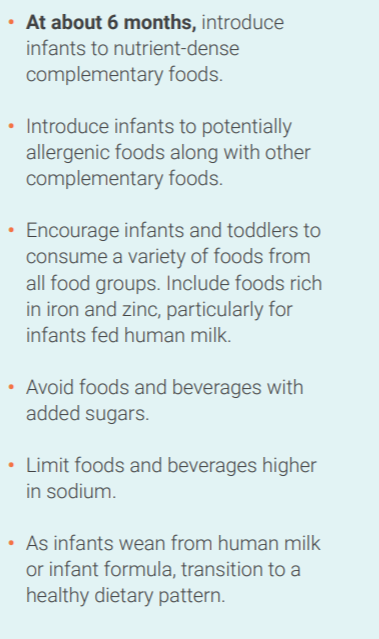 • At about 6 months, introduce
infants to nutrient-dense
complementary foods.
• Introduce infants to potentially
allergenic foods along with other
complementary foods.
• Encourage infants and toddlers to
consume a variety of foods from
all food groups. Include foods rich
in iron and zinc, particularly for
infants fed human milk.
• Avoid foods and beverages with
added sugars.
• Limit foods and beverages higher
in sodium.
• As infants wean from human milk
or infant formula, transition to a
healthy dietary pattern.